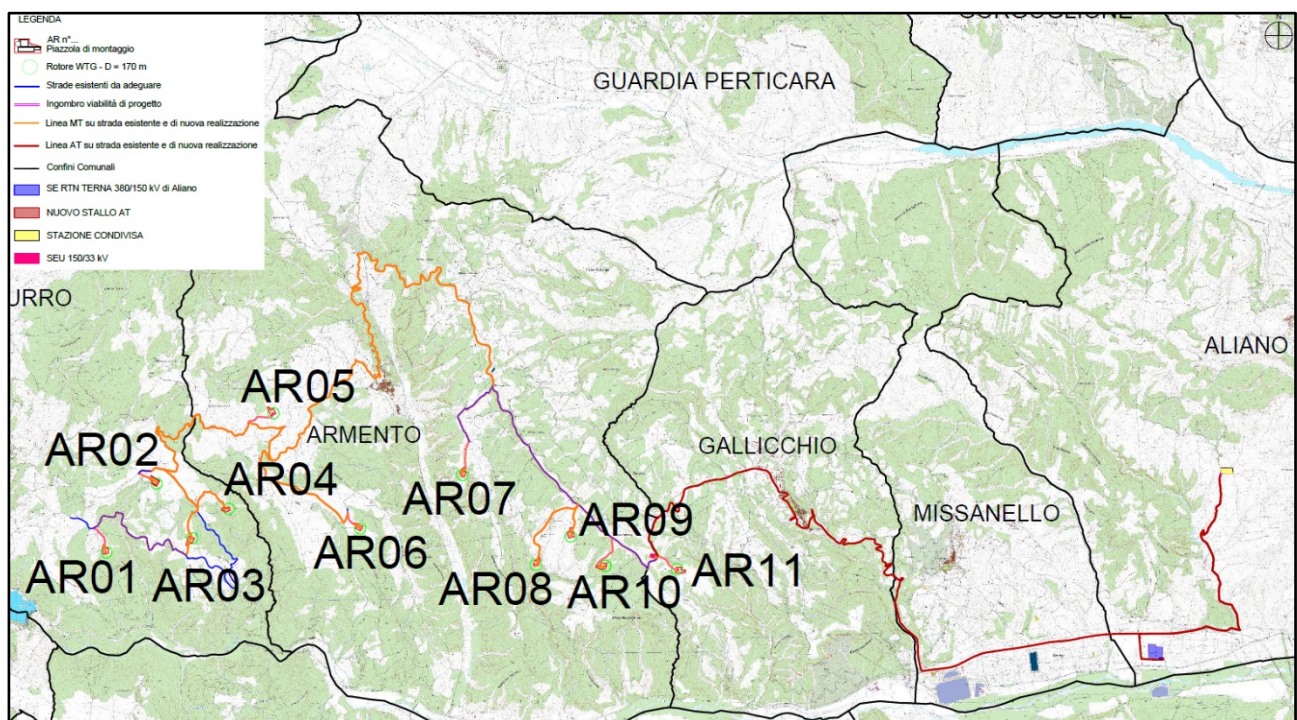 LEGENDA
AR n°...
Piazzola di montaggio
Rotore WTG - D = 170 m
Strade esistenti da adeguare
Ingombro viabilità di progetto
Linea MT su strada esistente e di nuova realizzazione
Linea AT su strada esistente e di nuova realizzazione
Confini Comunali
SE RTN TERNA 380/150 kV di Aliano
NUOVO STALLO AT
STAZIONE CONDIVISA
SEU 150/33 kV
N
GUARDIA PERTICARA
URRO
ALIANO
AR05
ARMENTO
GALLICCHIO
AR02
AR04
AR07
MISSANELLO
AR09
AR06
AR01
AR03
AR08
AR10
AR11